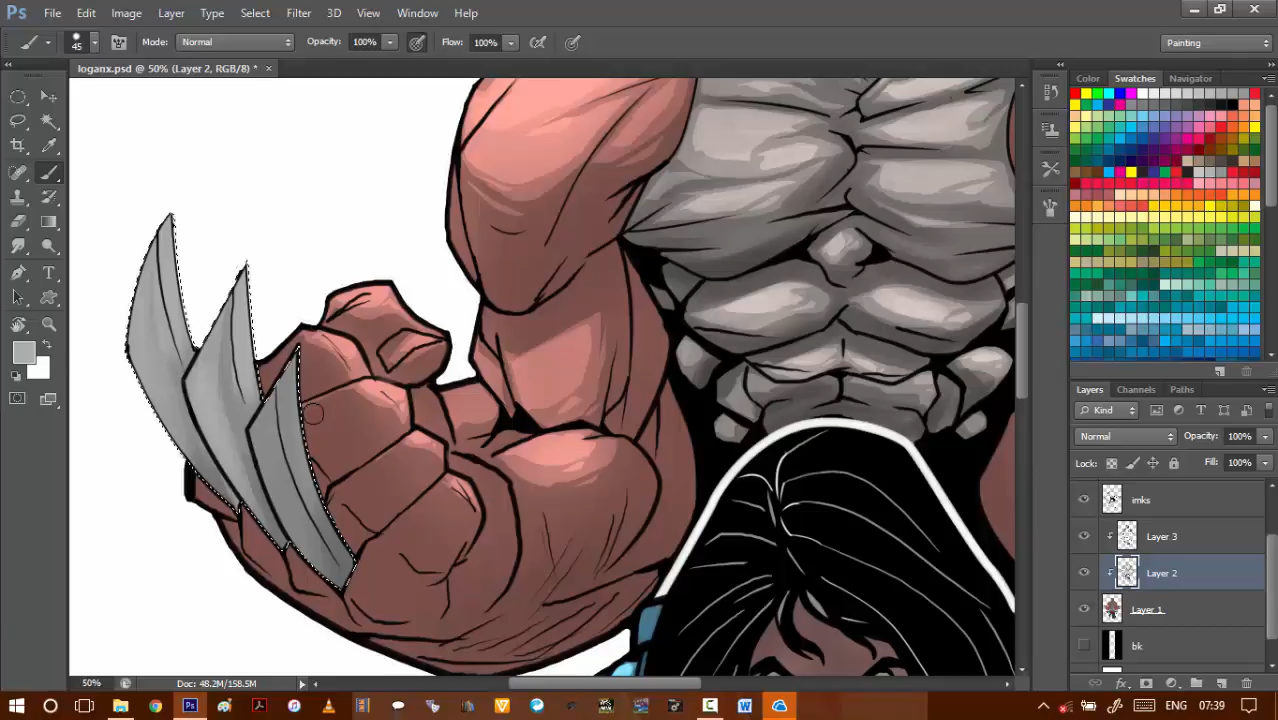 Ps File Edit Image Layer Type Select Filter 3D View Window Help
45 Mode: Normal Opacity: 100% Flow: 100% Painting
loganx.psd @ 50% (Layer 2, RGB/8) * ×
Color Swatches Navigator
Layers Channels Paths
Kind
Normal Opacity: 100%
Lock: Fill: 100%
imks
Layer 3
Layer 2
Layer 1
bk
50% Doc: 48.2M/158.5M
ENG 07:39